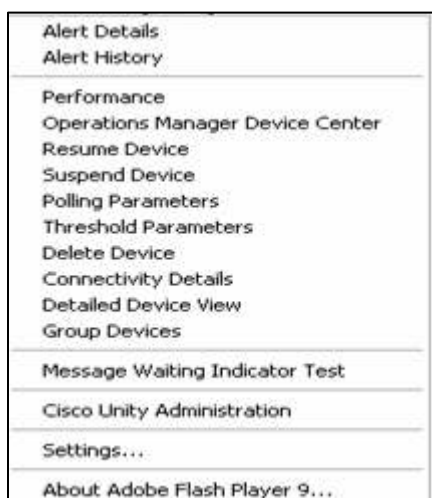 Alert Details
Alert History
Performance
Operations Manager Device Center
Resume Device
Suspend Device
Polling Parameters
Threshold Parameters
Delete Device
Connectivity Details
Detailed Device View
Group Devices
Message Waiting Indicator Test
Cisco Unity Administration
Settings...
About Adobe Flash Player 9...